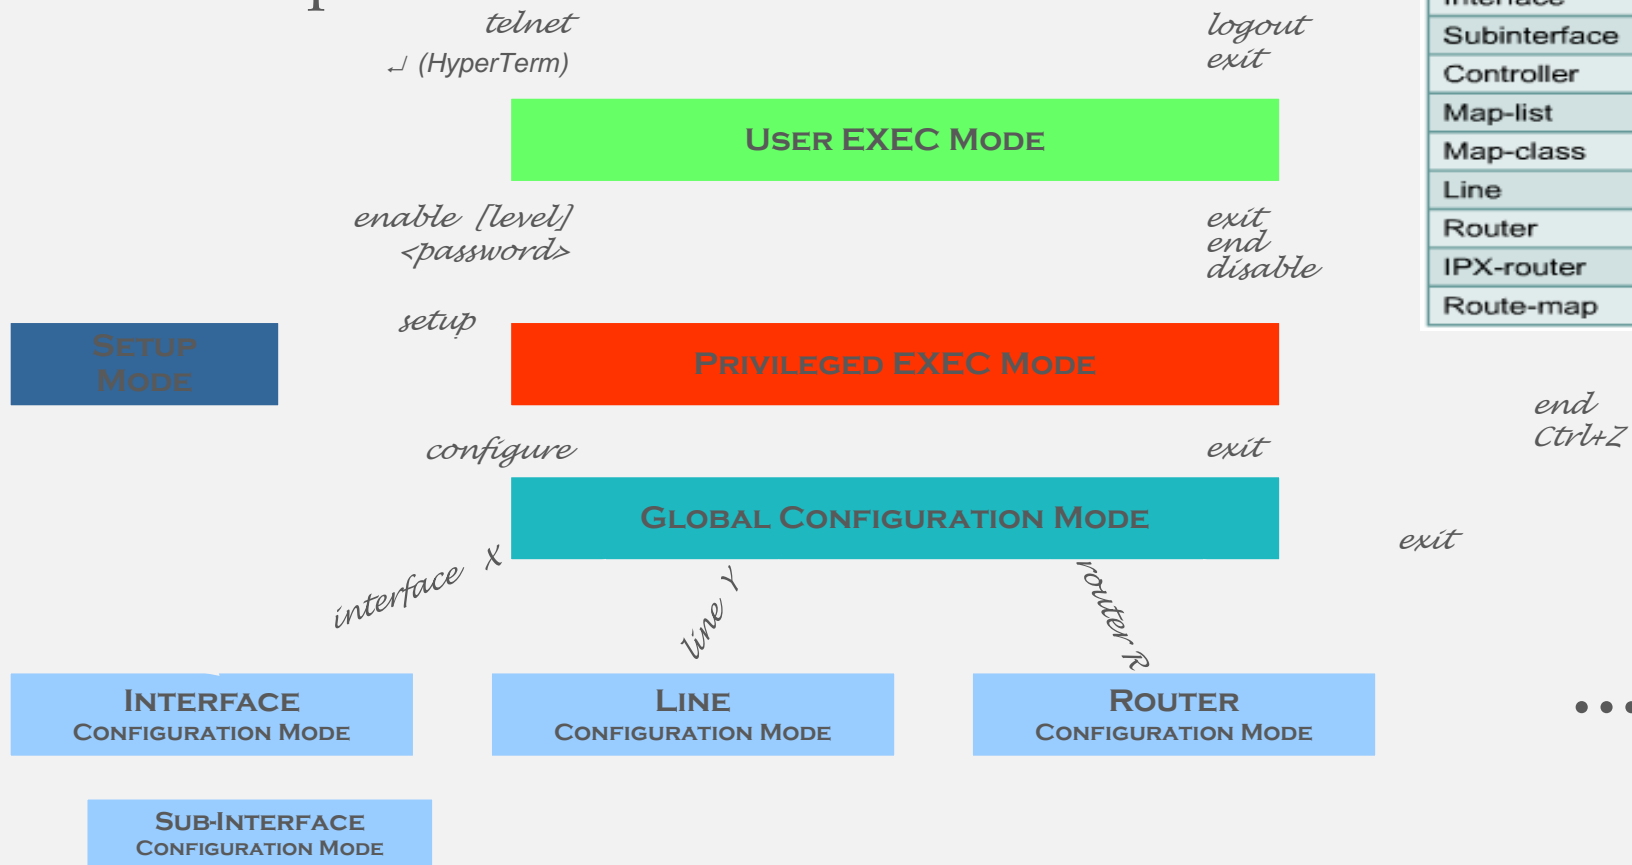 telnet
↵ (HyperTerm)
logout
exit
USER EXEC MODE
enable [level]
<password>
exit
end
disable
setup
SETUP
MODE
PRIVILEGED EXEC MODE
configure
exit
end
Ctrl+Z
GLOBAL CONFIGURATION MODE
exit
interface X
line Y
router R
INTERFACE
CONFIGURATION MODE
LINE
CONFIGURATION MODE
ROUTER
CONFIGURATION MODE
...
SUB-INTERFACE
CONFIGURATION MODE
Interface
Subinterface
Controller
Map-list
Map-class
Line
Router
IPX-router
Route-map